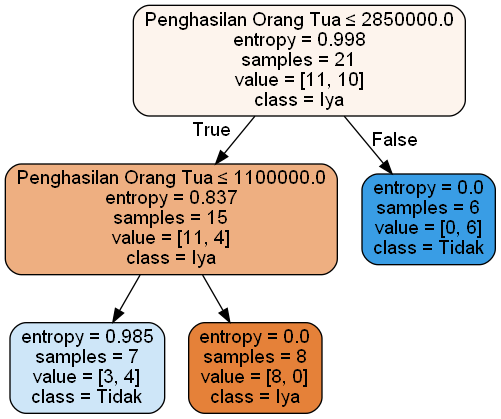 Penghasilan Orang Tua ≤ 2850000.0
entropy = 0.998
samples = 21
value = [11, 10]
class = Iya
True
False
Penghasilan Orang Tua ≤ 1100000.0
entropy = 0.837
samples = 15
value = [11, 4]
class = Iya
entropy = 0.0
samples = 6
value = [0, 6]
class = Tidak
entropy = 0.985
samples = 7
value = [3, 4]
class = Tidak
entropy = 0.0
samples = 8
value = [8, 0]
class = Iya